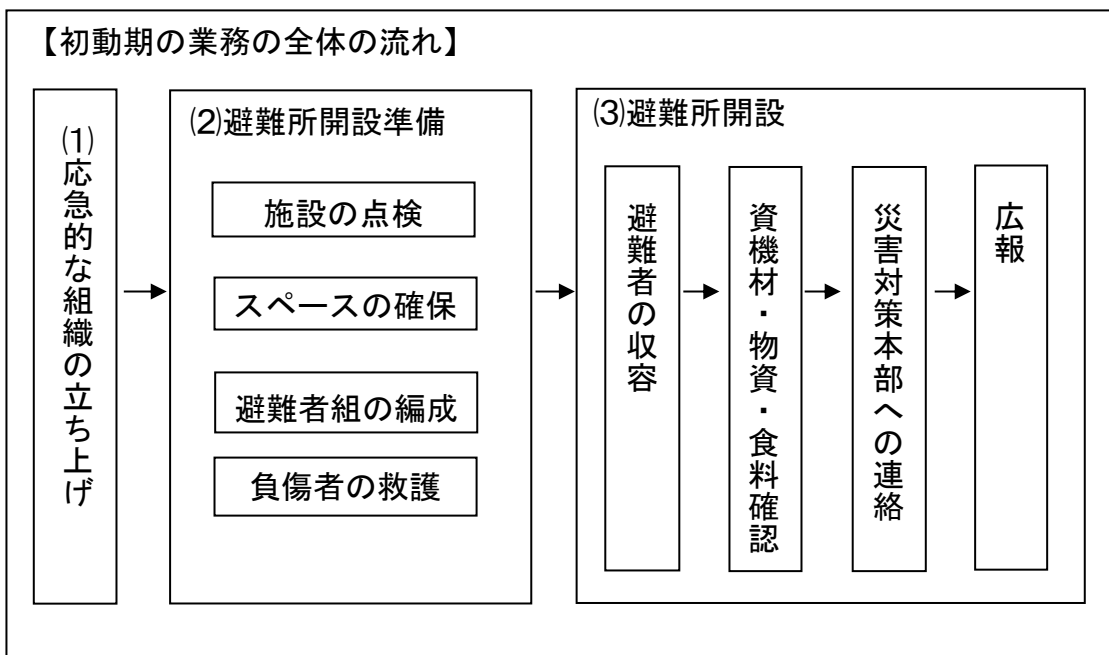 【初動期の業務の全体の流れ】
⑴応急的な組織の立ち上げ
⑵避難所開設準備
施設の点検
スペースの確保
避難者組の編成
負傷者の救護
⑶避難所開設
避難者の収容
資機材・物資・食料確認
災害対策本部への連絡
広報